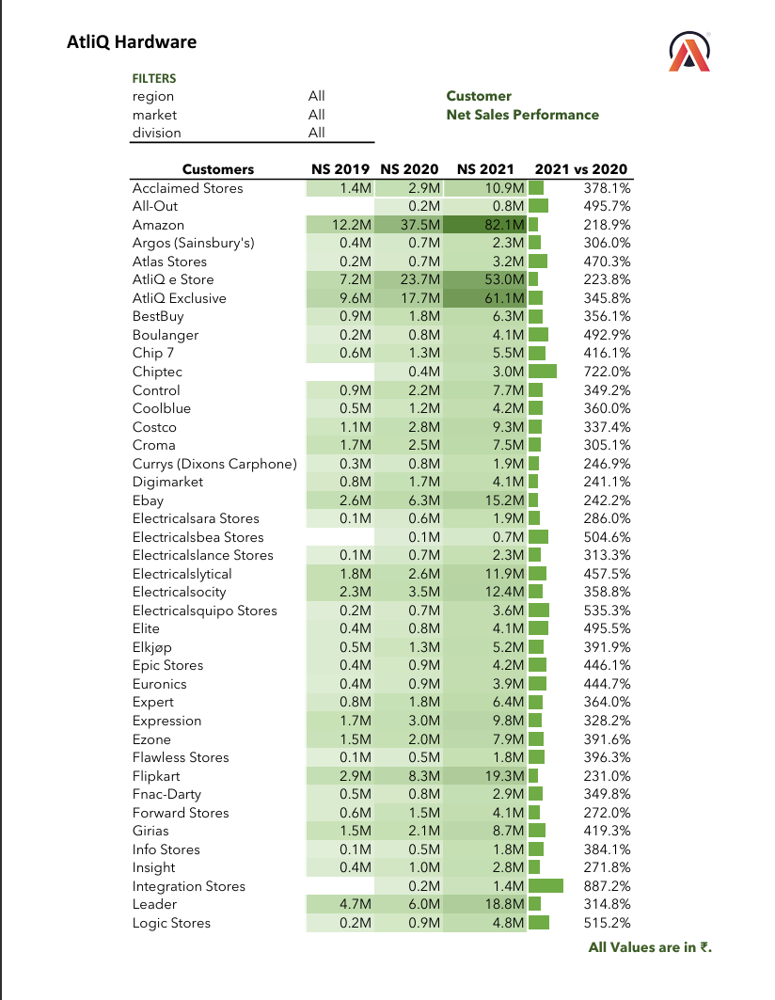 AtliQ Hardware
FILTERS
region All Customer
market All Net Sales Performance
division All
Customers NS 2019 NS 2020 NS 2021 2021 vs 2020
Acclaimed Stores 1.4M 2.9M 10.9M 378.1%
All-Out 0.2M 0.8M 495.7%
Amazon 12.2M 37.5M 82.1M 218.9%
Argos (Sainsbury's) 0.4M 0.7M 2.3M 306.0%
Atlas Stores 0.2M 0.7M 3.2M 470.3%
AtliQ e Store 7.2M 23.7M 53.0M 223.8%
AtliQ Exclusive 9.6M 17.7M 61.1M 345.8%
BestBuy 0.9M 1.8M 6.3M 356.1%
Boulanger 0.2M 0.8M 4.1M 492.9%
Chip 7 0.6M 1.3M 5.5M 416.1%
Chiptec 0.4M 3.0M 722.0%
Control 0.9M 2.2M 7.7M 349.2%
Coolblue 0.5M 1.2M 4.2M 360.0%
Costco 1.1M 2.8M 9.3M 337.4%
Croma 1.7M 2.5M 7.5M 305.1%
Currys (Dixons Carphone) 0.3M 0.8M 1.9M 246.9%
Digimarket 0.8M 1.7M 4.1M 241.1%
Ebay 2.6M 6.3M 15.2M 242.2%
Electricalsara Stores 0.1M 0.6M 1.9M 286.0%
Electricalsbea Stores 0.1M 0.7M 504.6%
Electricalslance Stores 0.1M 0.7M 2.3M 313.3%
Electricalslytical 1.8M 2.6M 11.9M 457.5%
Electricalsocity 2.3M 3.5M 12.4M 358.8%
Electricalsquipo Stores 0.2M 0.7M 3.6M 535.3%
Elite 0.4M 0.8M 4.1M 495.5%
Elkjøp 0.5M 1.3M 5.2M 391.9%
Epic Stores 0.4M 0.9M 4.2M 446.1%
Euronics 0.4M 0.9M 3.9M 444.7%
Expert 0.8M 1.8M 6.4M 364.0%
Expression 1.7M 3.0M 9.8M 328.2%
Ezone 1.5M 2.0M 7.9M 391.6%
Flawless Stores 0.1M 0.5M 1.8M 396.3%
Flipkart 2.9M 8.3M 19.3M 231.0%
Fnac-Darty 0.5M 0.8M 2.9M 349.8%
Forward Stores 0.6M 1.5M 4.1M 272.0%
Girias 1.5M 2.1M 8.7M 419.3%
Info Stores 0.1M 0.5M 1.8M 384.1%
Insight 0.4M 1.0M 2.8M 271.8%
Integration Stores 0.2M 1.4M 887.2%
Leader 4.7M 6.0M 18.8M 314.8%
Logic Stores 0.2M 0.9M 4.8M 515.2%
All Values are in ₹.